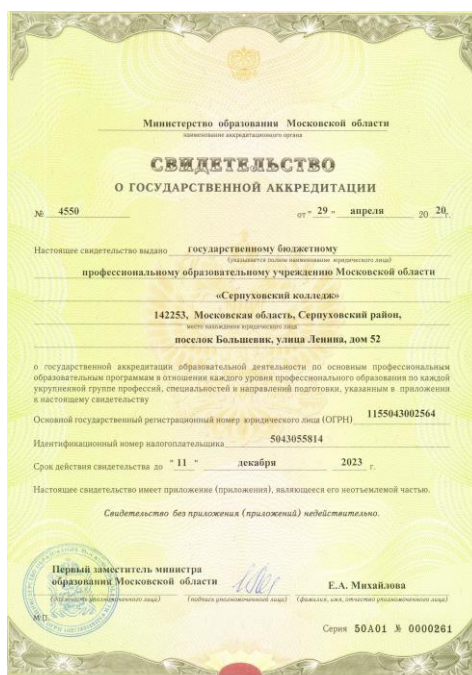 Министерство образования Московской области
наименование аккредитационного органа
СВИДЕТЕЛЬСТВО
О ГОСУДАРСТВЕННОЙ АККРЕДИТАЦИИ
№ 4550 от " 29 " апреля 20 20 г.
Настоящее свидетельство выдано государственному бюджетному
(указывается полное наименование юридического лица)
профессиональному образовательному учреждению Московской области
«Серпуховский колледж»
142253, Московская область, Серпуховский район,
место нахождения юридического лица
поселок Большевик, улица Ленина, дом 52
о государственной аккредитации образовательной деятельности по основным профессиональным
образовательным программам в отношении каждого уровня профессионального образования по каждой
укрупненной группе профессий, специальностей и направлений подготовки, указанным в приложении
к настоящему свидетельству
Основной государственный регистрационный номер юридического лица (ОГРН) 1155043002564
Идентификационный номер налогоплательщика 5043055814
Срок действия свидетельства до " 11 " декабря 2023 г.
Настоящее свидетельство имеет приложение (приложения), являющееся его неотъемлемой частью.
Свидетельство без приложения (приложений) недействительно.
Первый заместитель министра
образования Московской области Е.А. Михайлова
(должность уполномоченного лица) (подпись уполномоченного лица) (фамилия, имя, отчество уполномоченного лица)
М.П.
Серия 50А01 № 0000261